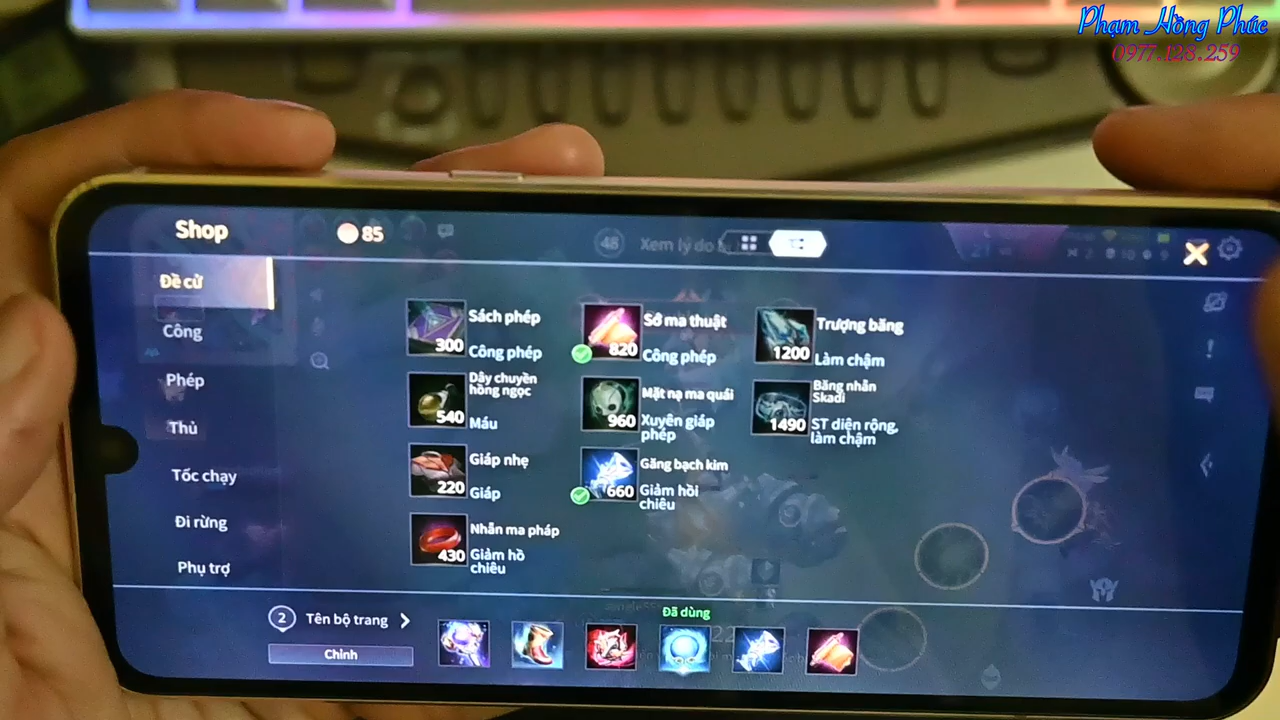 Phạm Hồng Phúc
0977.128.259
Shop
85
48
Xem lý do
Đề cử
Công
Phép
Thủ
Tốc chạy
Đi rừng
Phụ trợ
Sách phép
300
Công phép
Sớ ma thuật
820
Công phép
Trượng băng
1200
Làm chậm
Dây chuyền
hồng ngọc
540
Máu
Mặt nạ ma quái
960
Xuyên giáp
phép
Băng nhẫn
Skadi
1490
ST diện rộng,
làm chậm
Giáp nhẹ
220
Giáp
Găng bạch kim
660
Giảm hồi
chiêu
Nhẫn ma pháp
430
Giảm hồ
chiêu
2
Tên bộ trang
Chỉnh
Đã dùng